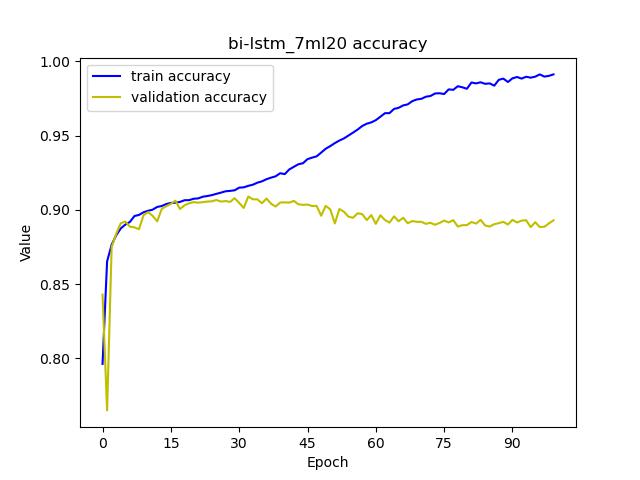 bi-lstm_7ml20 accuracy
train accuracy
validation accuracy
1.00
0.95
0.90
0.85
0.80
Value
0 15 30 45 60 75 90
Epoch